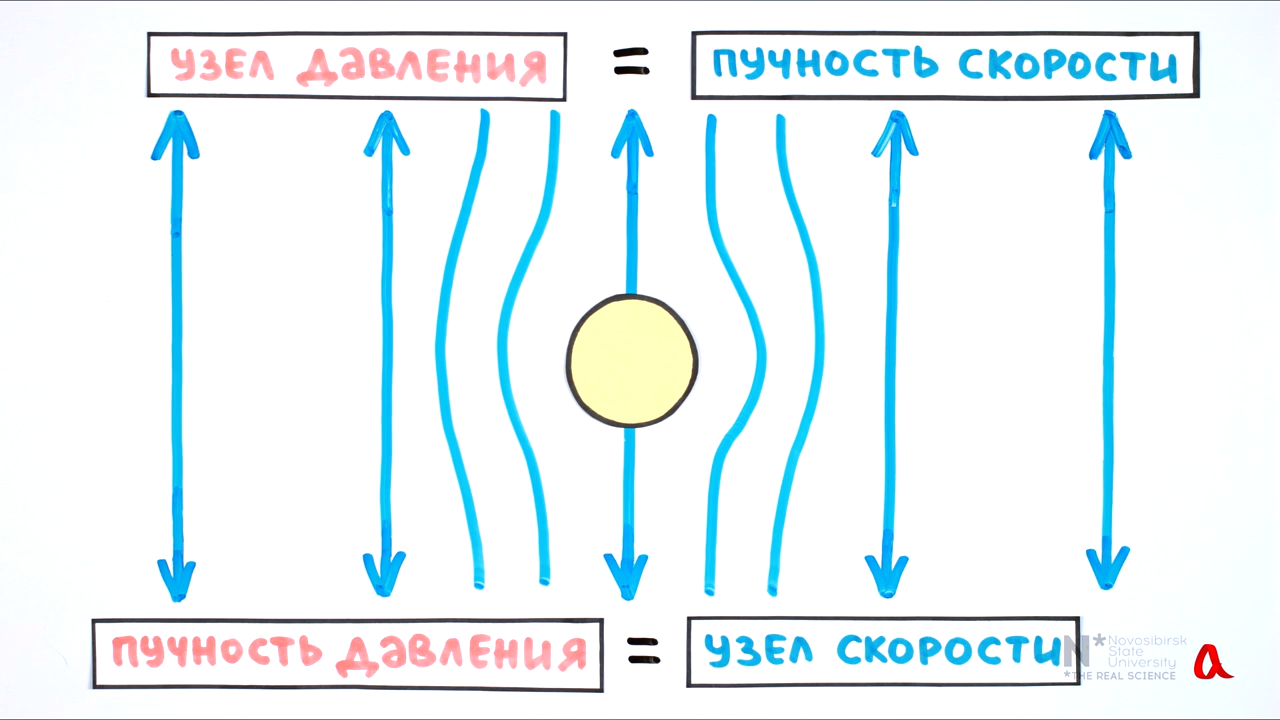 УЗЕЛ ДАВЛЕНИЯ = ПУЧНОСТЬ СКОРОСТИ
ПУЧНОСТЬ ДАВЛЕНИЯ = УЗЕЛ СКОРОСТИ
N* Novosibirsk
State
University
*THE REAL SCIENCE
a